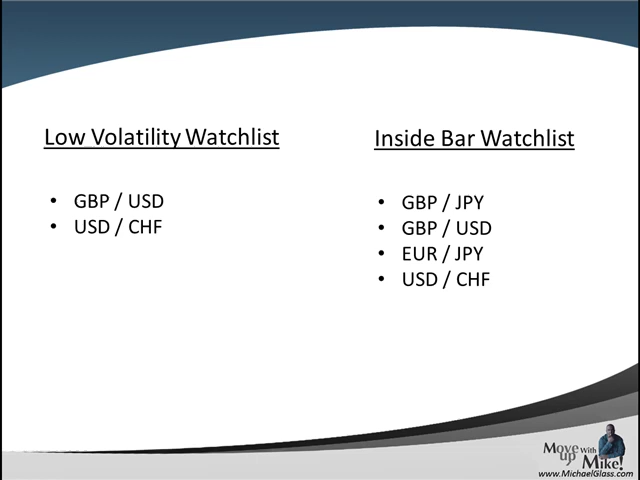 Low Volatility Watchlist
• GBP / USD
• USD / CHF
Inside Bar Watchlist
• GBP / JPY
• GBP / USD
• EUR / JPY
• USD / CHF
Move up With Mike!
www.MichaelGlass.com